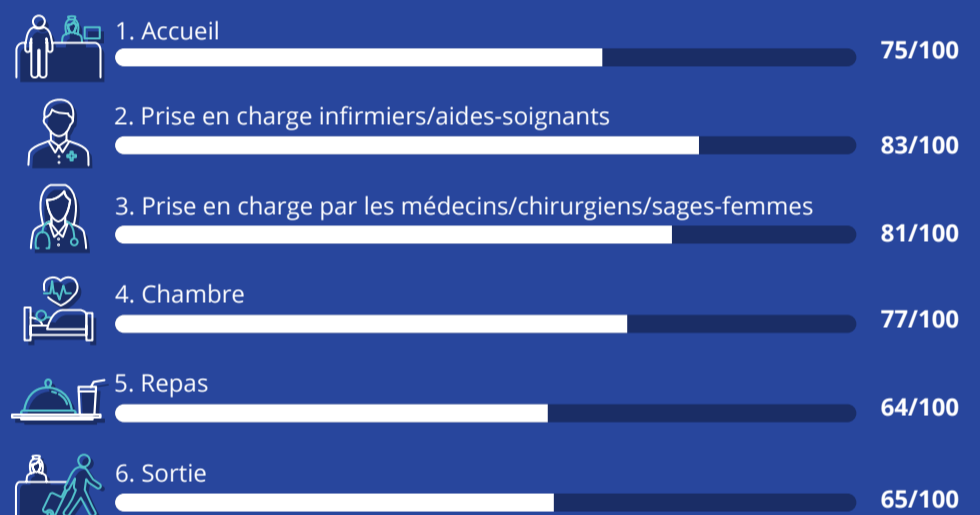 1. Accueil
75/100
2. Prise en charge infirmiers/aides-soignants
83/100
3. Prise en charge par les médecins/chirurgiens/sages-femmes
81/100
4. Chambre
77/100
5. Repas
64/100
6. Sortie
65/100